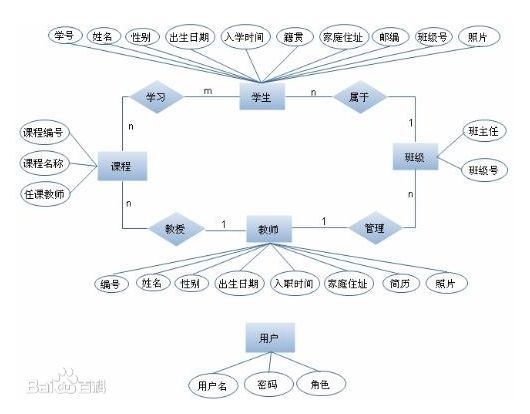 学号 姓名 性别 出生日期 入学时间 籍贯 家庭住址 邮编 班级号 照片
学习 m 学生 n 属于
n 1
课程编号
课程名称
任课教师
课程
班级
班主任
班级号
n n
教授 1 教师 1 管理
编号 姓名 性别 出生日期 入职时间 家庭住址 简历 照片
用户
用户名 密码 角色
Baidu百科